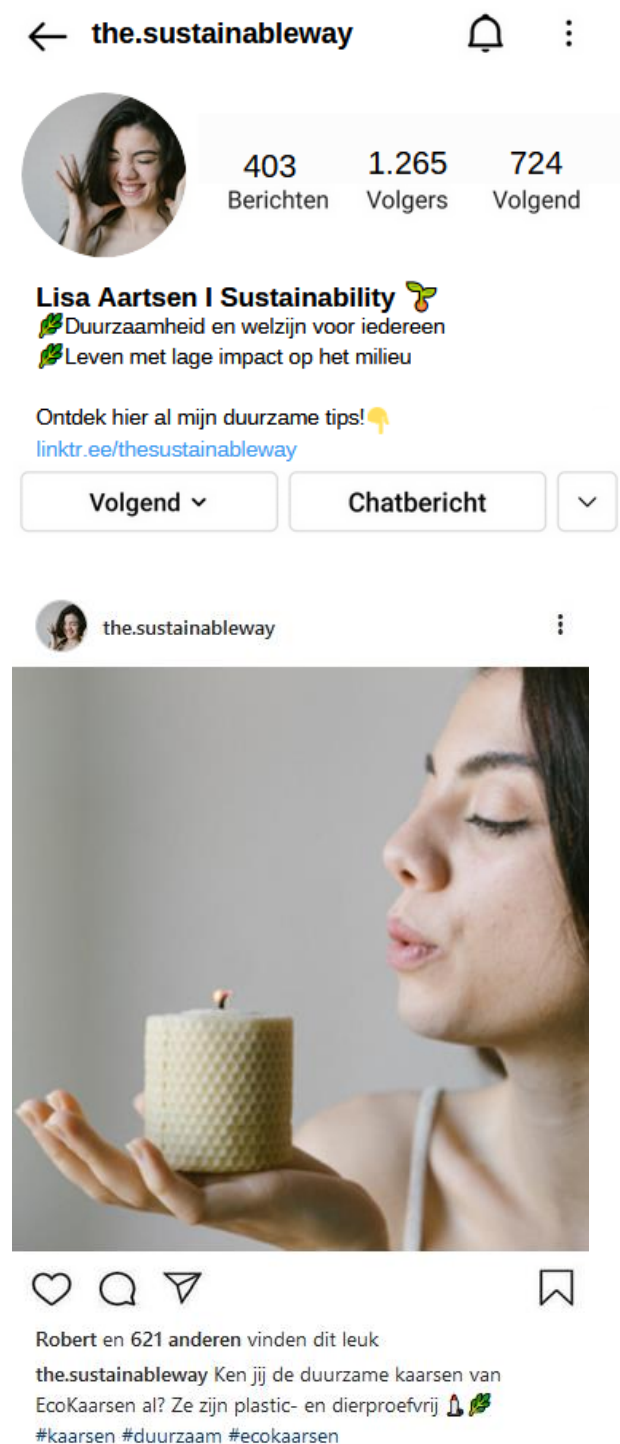 the.sustainableway
403 1.265 724
Berichten Volgers Volgend
Lisa Aartsen I Sustainability 🌱
🌿Duurzaamheid en welzijn voor iedereen
🌿Leven met lage impact op het milieu
Ontdek hier al mijn duurzame tips!👇
linktr.ee/thesustainableway
Volgend Chatbericht
the.sustainableway
Robert en 621 anderen vinden dit leuk
the.sustainableway Ken jij de duurzame kaarsen van
EcoKaarsen al? Ze zijn plastic- en dierproefvrij 🕯🌿
#kaarsen #duurzaam #ecokaarsen